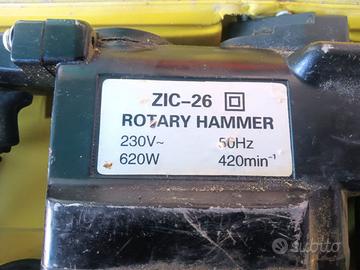 ZIC-26
ROTARY HAMMER
230V~ 50Hz
620W 420min⁻¹
subito